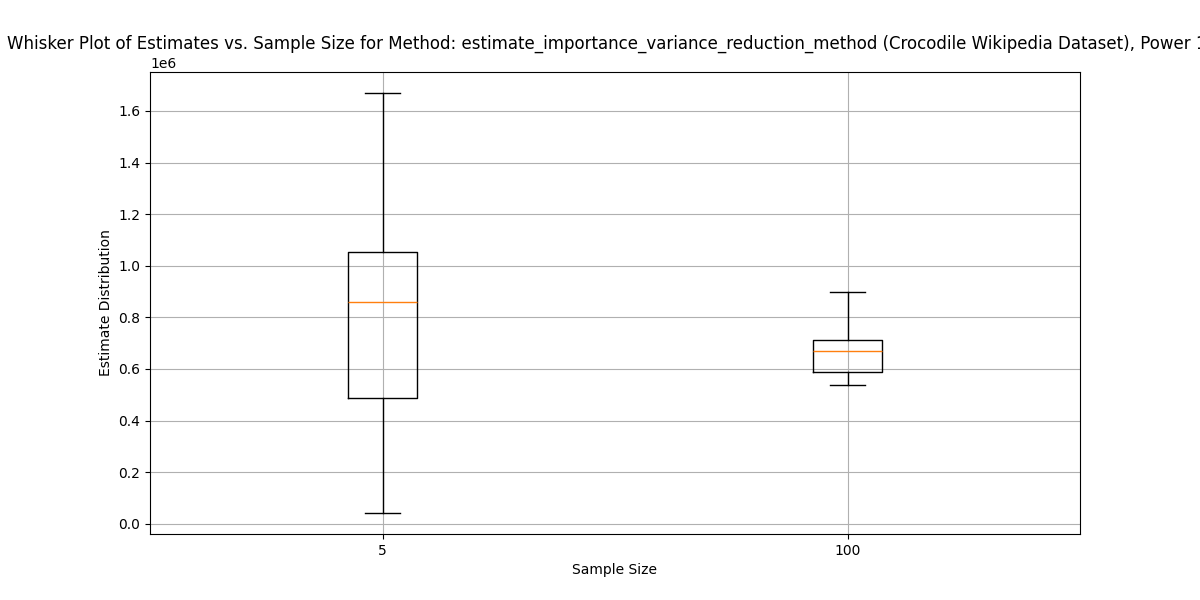 Whisker Plot of Estimates vs. Sample Size for Method: estimate_importance_variance_reduction_method (Crocodile Wikipedia Dataset), Power 1
1e6
1.6
1.4
1.2
1.0
0.8
0.6
0.4
0.2
0.0
Estimate Distribution
5
100
Sample Size